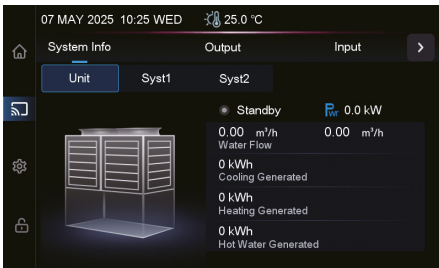 07 MAY 2025 10:25 WED 25.0 ℃
System Info Output Input >
Unit Syst1 Syst2
Standby Pwr 0.0 kW
0.00 m³/h 0.00 m³/h
Water Flow
0 kWh
Cooling Generated
0 kWh
Heating Generated
0 kWh
Hot Water Generated